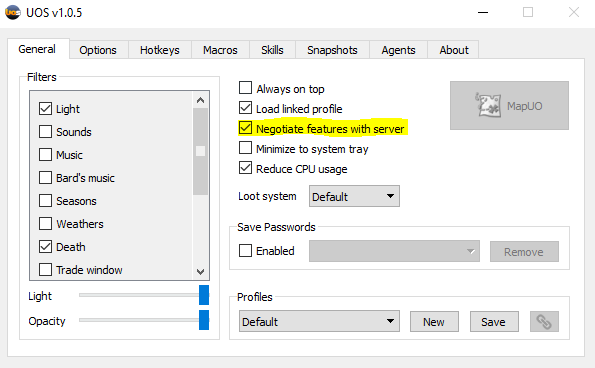 UOS v1.0.5
General
Options
Hotkeys
Macros
Skills
Snapshots
Agents
About
Filters
Light
Sounds
Music
Bard's music
Seasons
Weathers
Death
Trade window
Light
Opacity
Always on top
Load linked profile
Negotiate features with server
Minimize to system tray
Reduce CPU usage
MapUO
Loot system
Default
Save Passwords
Enabled
Remove
Profiles
Default
New
Save